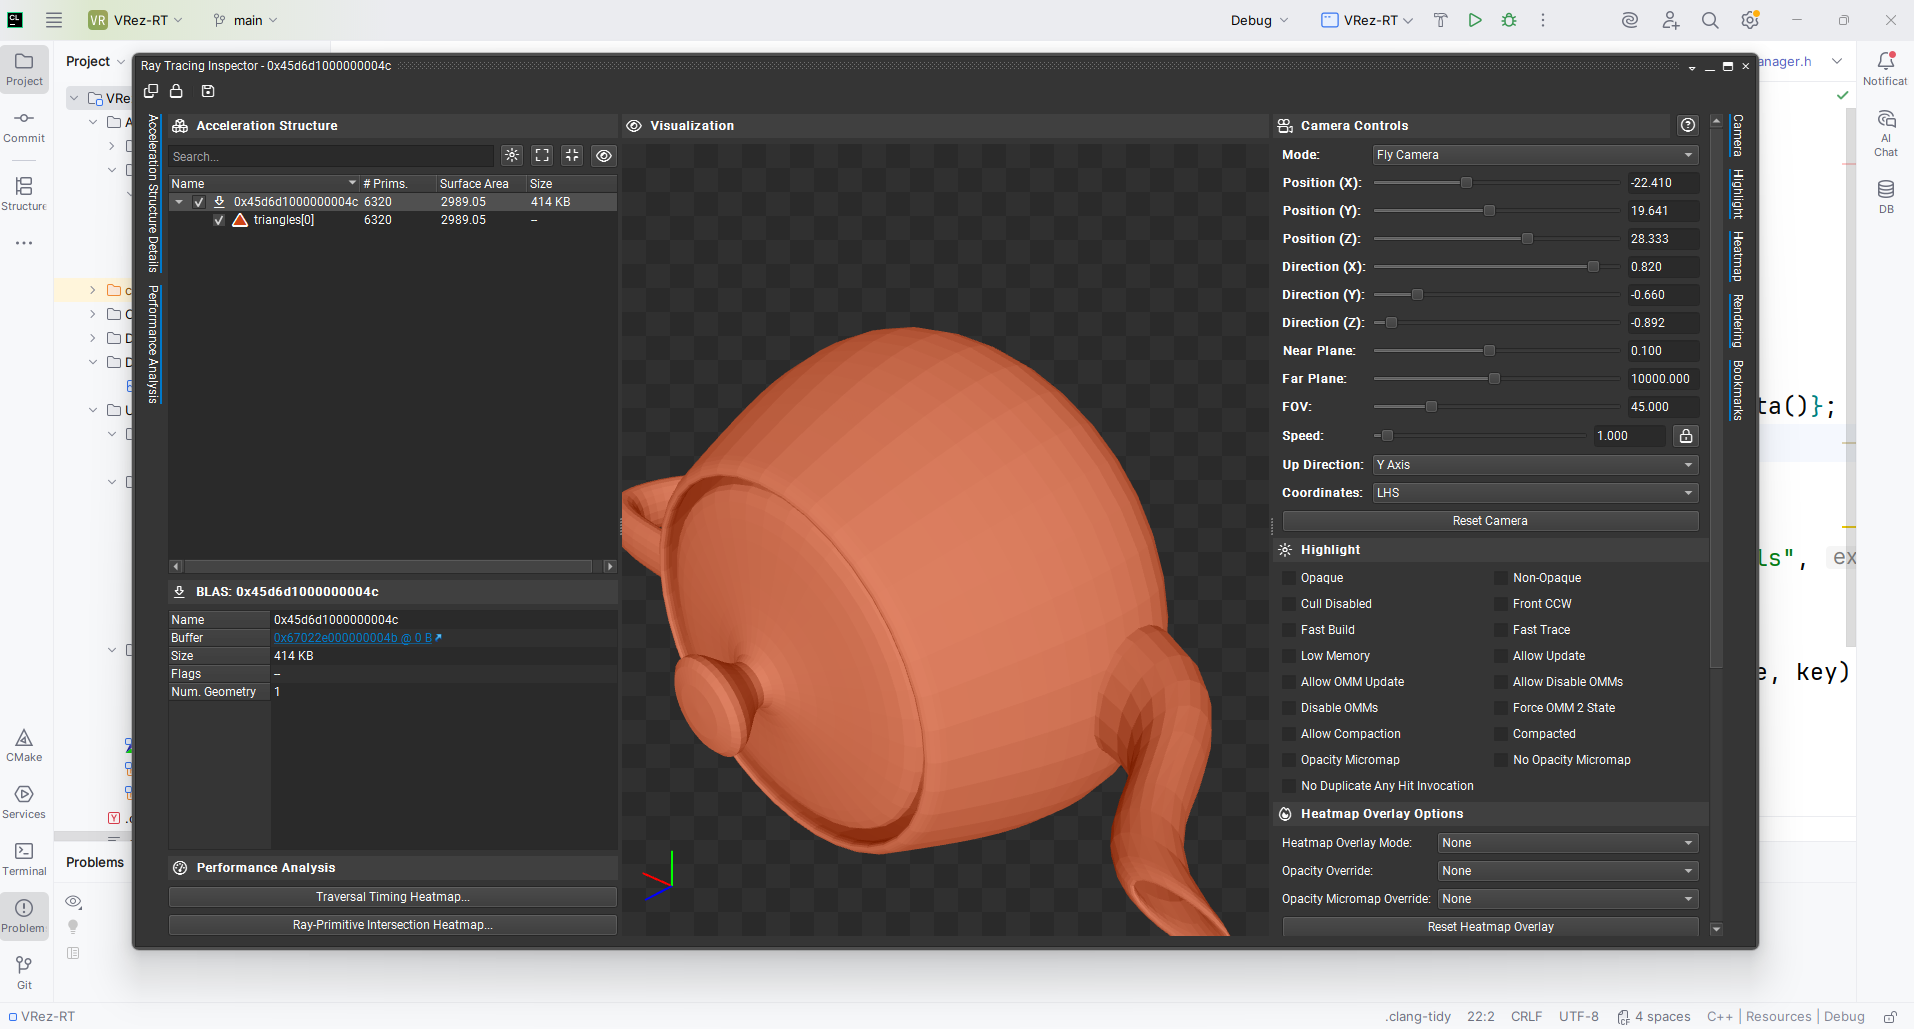 VR VRez-RT main Debug VRez-RT
Project
Project
Commit
Structure
CMake
Services
Terminal
Problem
Git
VRe
A
c
C
D
D
U
Problems
Ray Tracing Inspector - 0x45d6d1000000004c
Acceleration Structure Details
Performance Analysis
Acceleration Structure
Search...
Name # Prims. Surface Area Size
0x45d6d1000000004c 6320 2989.05 414 KB
triangles[0] 6320 2989.05 –
BLAS: 0x45d6d1000000004c
Name 0x45d6d1000000004c
Buffer 0x67022e000000004b @ 0 B
Size 414 KB
Flags –
Num. Geometry 1
Performance Analysis
Traversal Timing Heatmap...
Ray-Primitive Intersection Heatmap...
Visualization
Camera Controls
Mode: Fly Camera
Position (X): -22.410
Position (Y): 19.641
Position (Z): 28.333
Direction (X): 0.820
Direction (Y): -0.660
Direction (Z): -0.892
Near Plane: 0.100
Far Plane: 10000.000
FOV: 45.000
Speed: 1.000
Up Direction: Y Axis
Coordinates: LHS
Reset Camera
Highlight
Opaque Non-Opaque
Cull Disabled Front CCW
Fast Build Fast Trace
Low Memory Allow Update
Allow OMM Update Allow Disable OMMs
Disable OMMs Force OMM 2 State
Allow Compaction Compacted
Opacity Micromap No Opacity Micromap
No Duplicate Any Hit Invocation
Heatmap Overlay Options
Heatmap Overlay Mode: None
Opacity Override: None
Opacity Micromap Override: None
Reset Heatmap Overlay
Camera
Highlight
Heatmap
Rendering
Bookmarks
anager.h
ta()};
ls", ex
e, key)
Notificat
AI
Chat
DB
VRez-RT .clang-tidy 22:2 CRLF UTF-8 4 spaces C++ | Resources | Debug